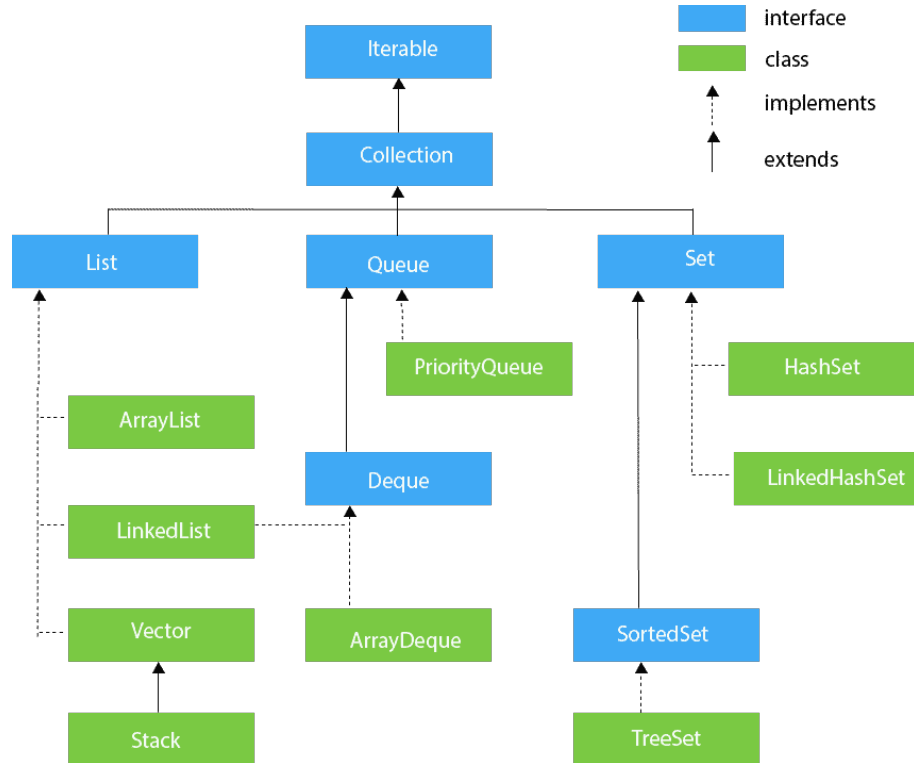 interface
Iterable
class
implements
Collection
extends
List
Queue
Set
PriorityQueue
HashSet
ArrayList
Deque
LinkedHashSet
LinkedList
Vector
ArrayDeque
SortedSet
Stack
TreeSet